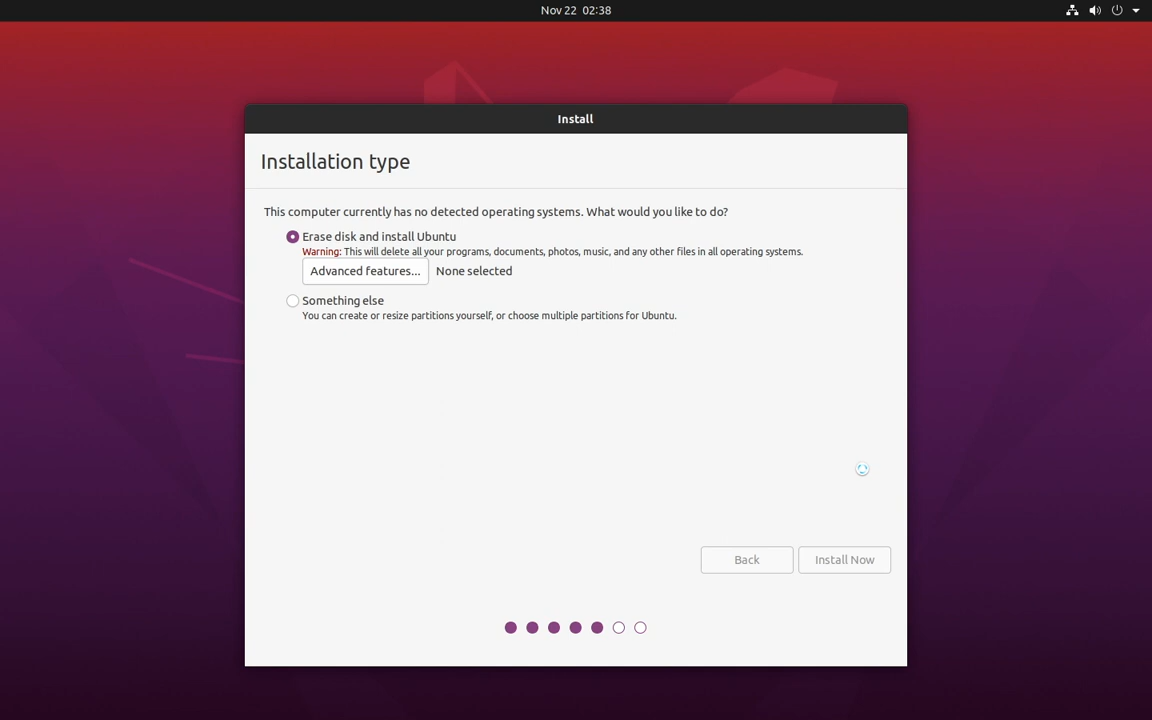 Nov 22 02:38
Install
Installation type
This computer currently has no detected operating systems. What would you like to do?
Erase disk and install Ubuntu
Warning: This will delete all your programs, documents, photos, music, and any other files in all operating systems.
Advanced features... None selected
Something else
You can create or resize partitions yourself, or choose multiple partitions for Ubuntu.
Back Install Now